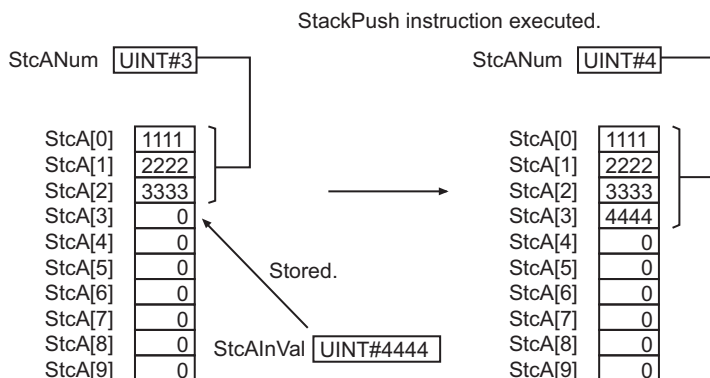 StackPush instruction executed.
StcANum UINT#3
StcANum UINT#4
StcA[0] 1111
StcA[1] 2222
StcA[2] 3333
StcA[3] 0
StcA[4] 0
StcA[5] 0
StcA[6] 0
StcA[7] 0
StcA[8] 0
StcA[9] 0
Stored.
StcAInVal UINT#4444
StcA[0] 1111
StcA[1] 2222
StcA[2] 3333
StcA[3] 4444
StcA[4] 0
StcA[5] 0
StcA[6] 0
StcA[7] 0
StcA[8] 0
StcA[9] 0